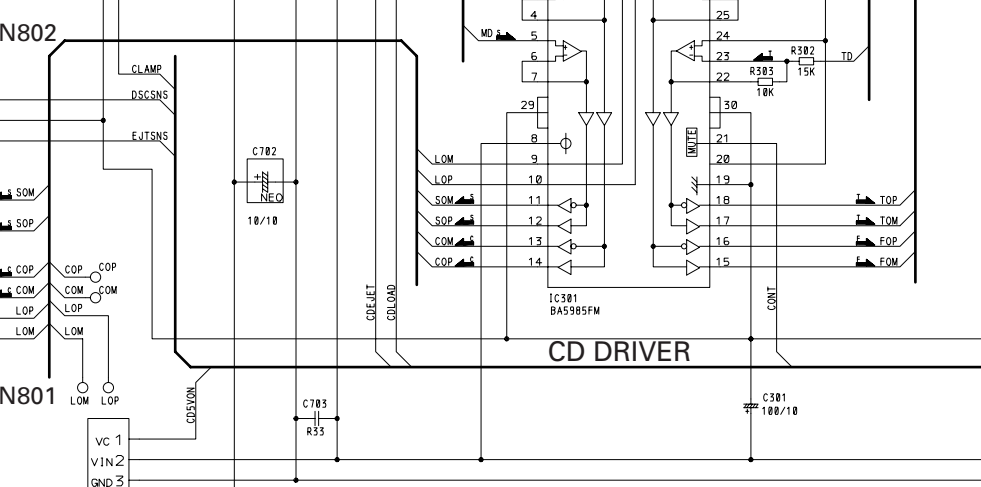 N802
CLAMP
DSCSNS
EJTSNS
C702
+
NEO
10/10
S SOM
S SOP
C COP
C COM
LOP
LOM
COP
COP
COM
COM
LOP
LOM
LOM
LOP
N801
CD5VON
VC 1
VIN 2
GND 3
C703
R33
CDEJET
CDLOAD
MD S
4
5
6
7
29
8
9
10
11
12
13
14
LOM
LOP
SOM S
SOP S
COM C
COP C
IC301
BA5985FM
CD DRIVER
25
24
23
22
30
21
20
19
18
17
16
15
MUTE
T
R302
15K
R303
10K
TD
T TOP
T TOM
F FOP
F FOM
CONT
C301
100/10